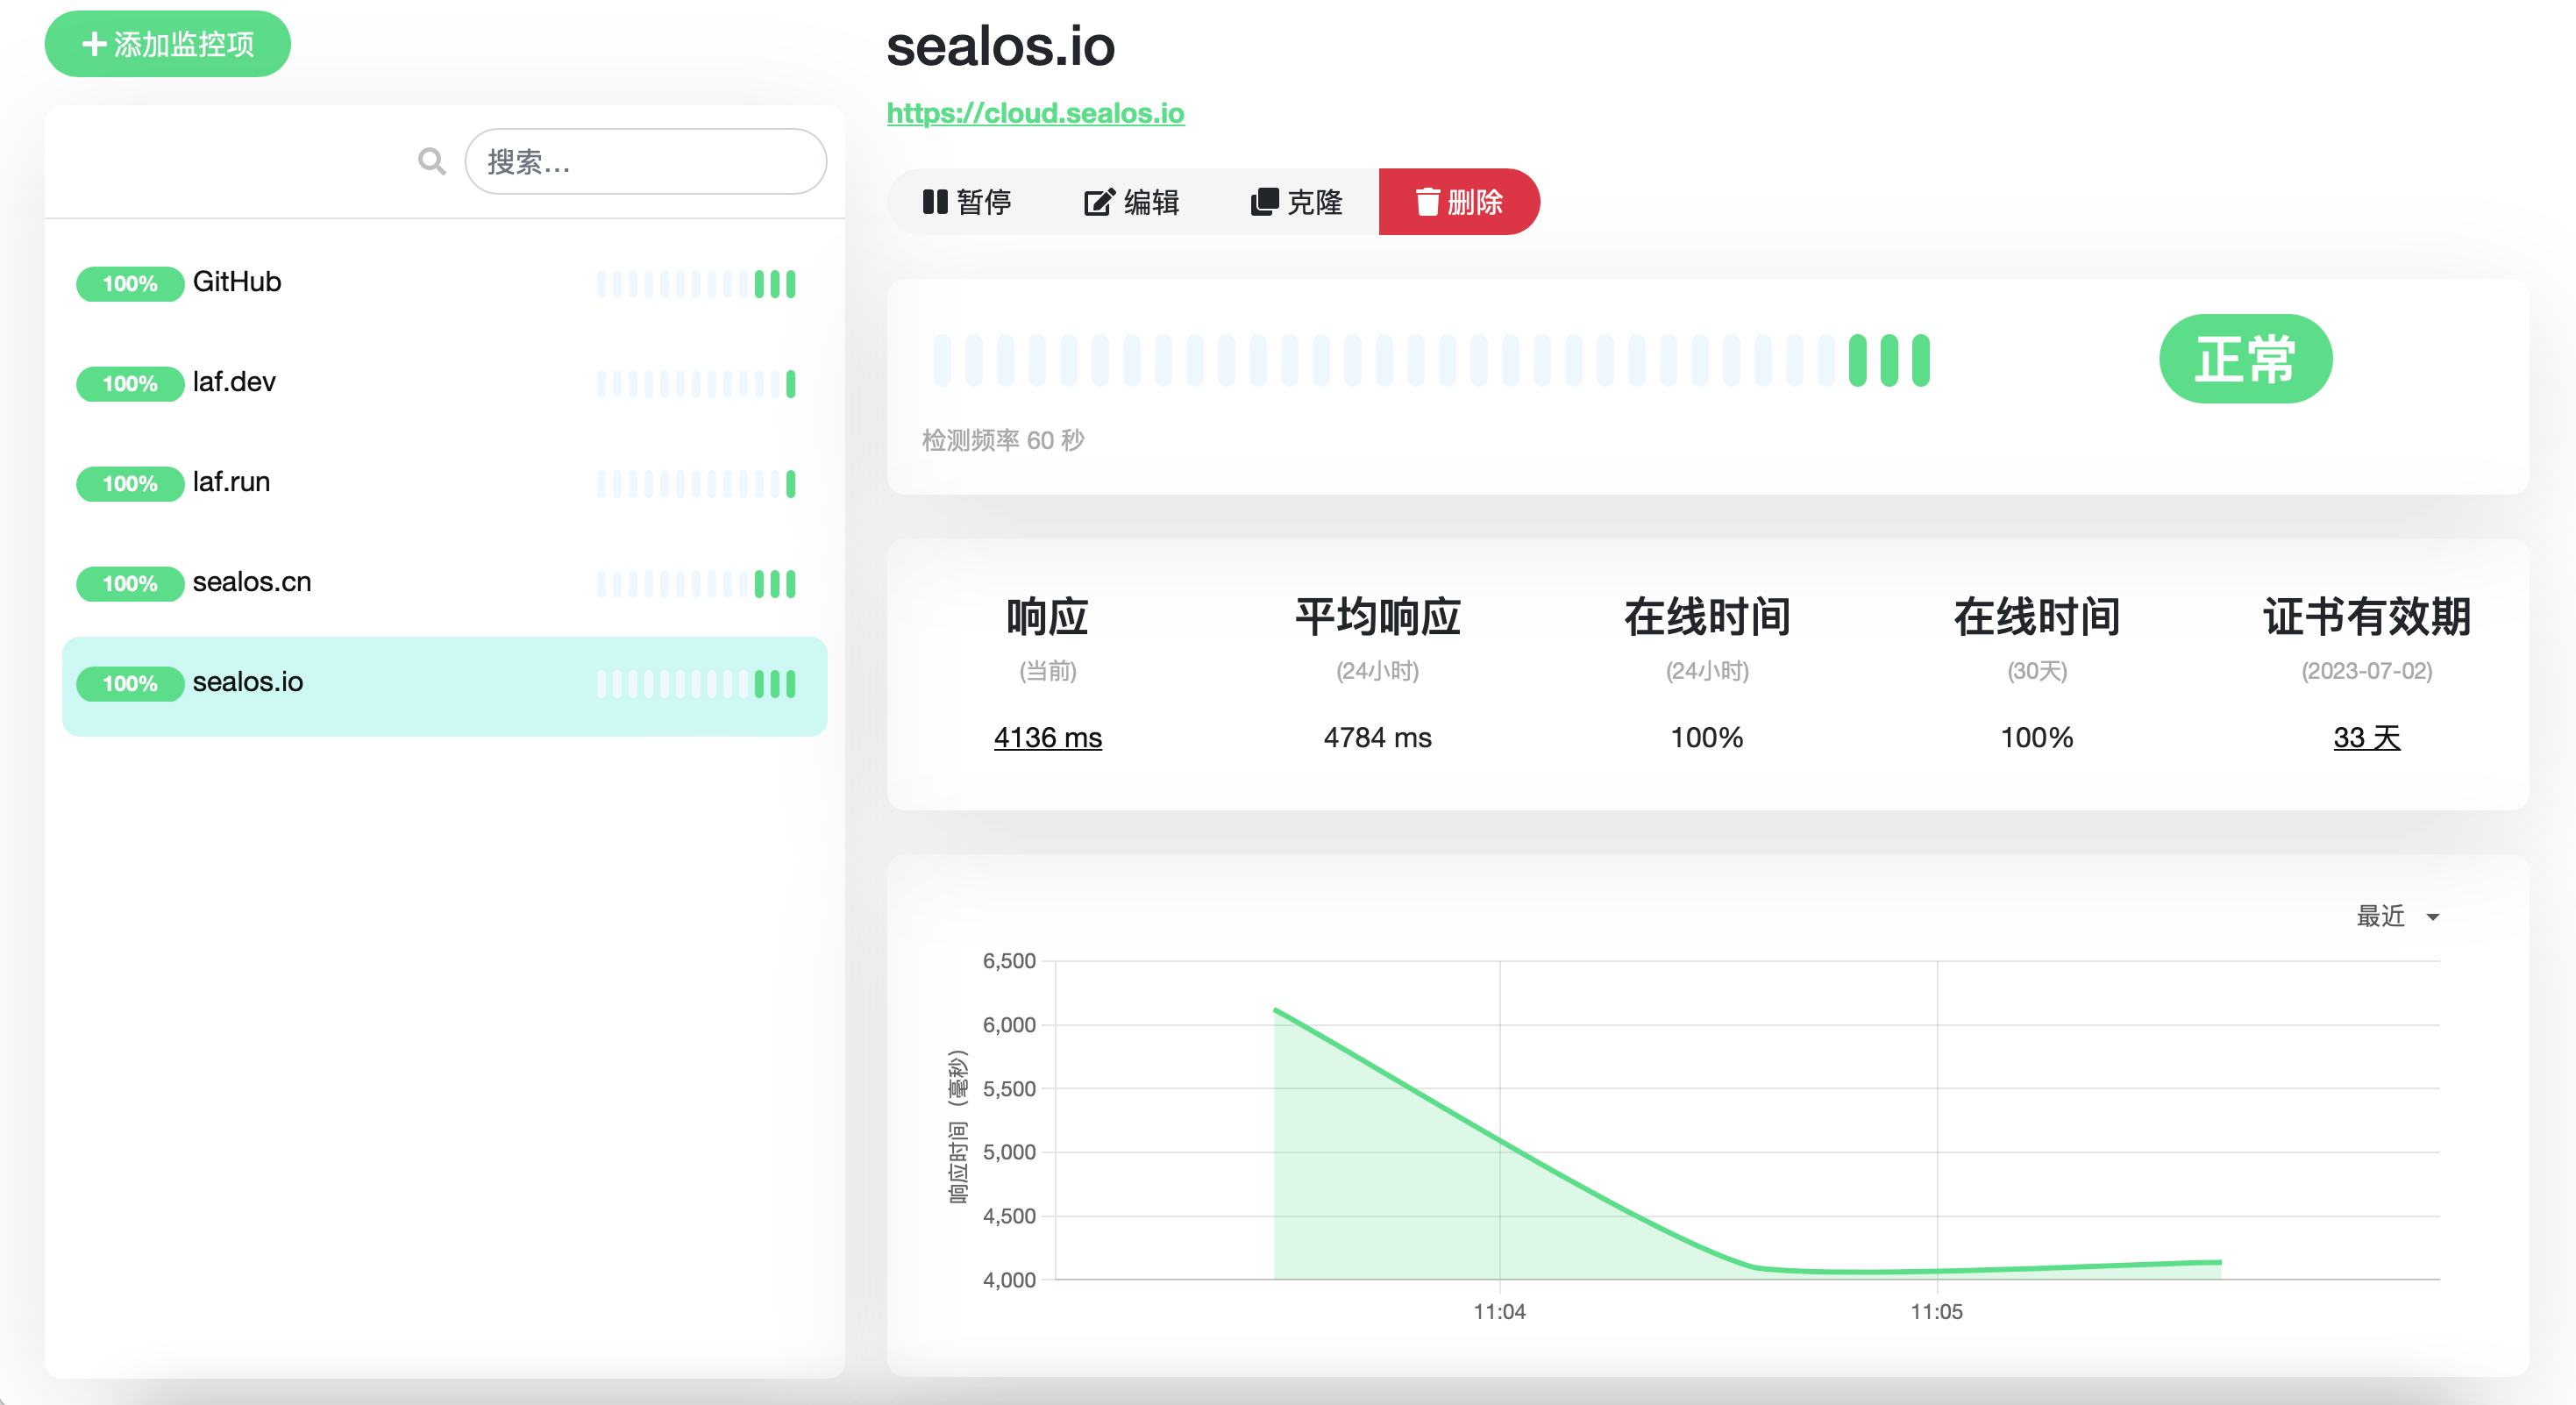 添加监控项
搜索…
100% GitHub
100% laf.dev
100% laf.run
100% sealos.cn
100% sealos.io
sealos.io
https://cloud.sealos.io
暂停 编辑 克隆 删除
正常
检测频率 60 秒
响应 平均响应 在线时间 在线时间 证书有效期
(当前) (24小时) (24小时) (30天) (2023-07-02)
4136 ms 4784 ms 100% 100% 33 天
最近
响应时间（毫秒）
6,500
6,000
5,500
5,000
4,500
4,000
11:04 11:05